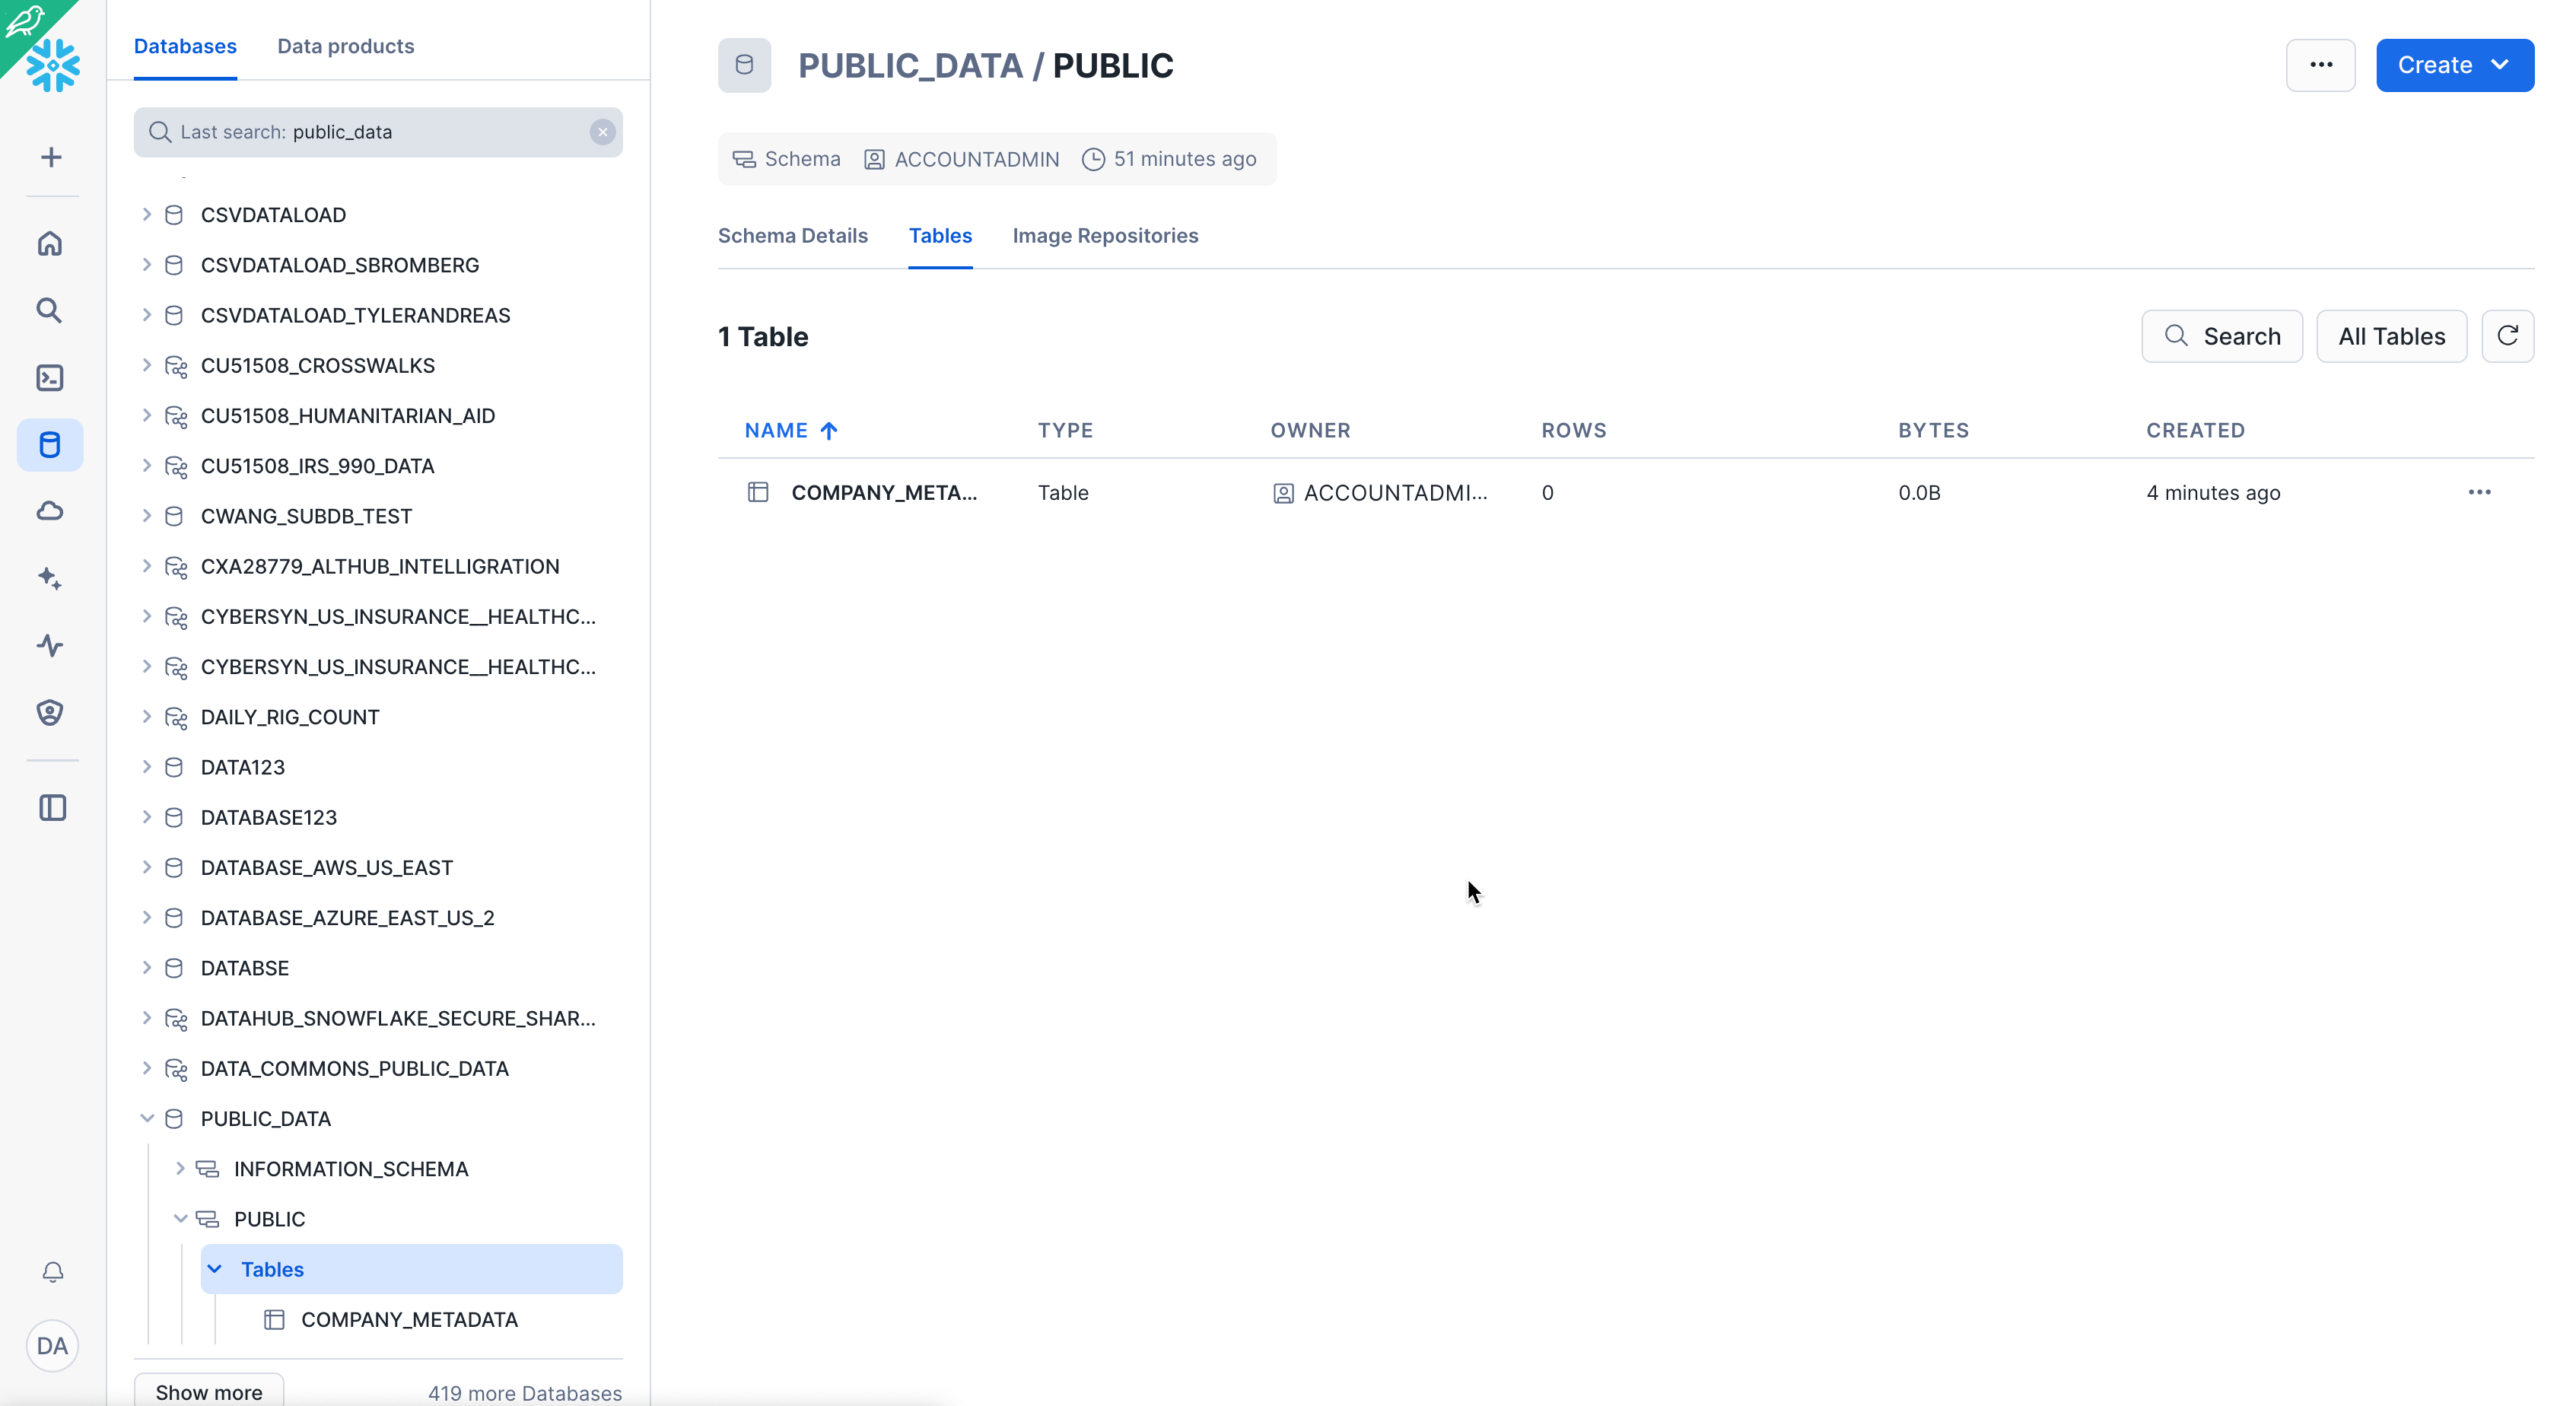 Databases Data products
Last search: public_data
CSVDATALOAD
CSVDATALOAD_SBROMBERG
CSVDATALOAD_TYLERANDREAS
CU51508_CROSSWALKS
CU51508_HUMANITARIAN_AID
CU51508_IRS_990_DATA
CWANG_SUBDB_TEST
CXA28779_ALTHUB_INTELLIGRATION
CYBERSYN_US_INSURANCE__HEALTHC...
CYBERSYN_US_INSURANCE__HEALTHC...
DAILY_RIG_COUNT
DATA123
DATABASE123
DATABASE_AWS_US_EAST
DATABASE_AZURE_EAST_US_2
DATABSE
DATAHUB_SNOWFLAKE_SECURE_SHAR...
DATA_COMMONS_PUBLIC_DATA
PUBLIC_DATA
INFORMATION_SCHEMA
PUBLIC
Tables
COMPANY_METADATA
Show more 419 more Databases
DA
PUBLIC_DATA / PUBLIC
... Create
Schema ACCOUNTADMIN 51 minutes ago
Schema Details Tables Image Repositories
1 Table
Search All Tables
NAME TYPE OWNER ROWS BYTES CREATED
COMPANY_META... Table ACCOUNTADMI... 0 0.0B 4 minutes ago ...